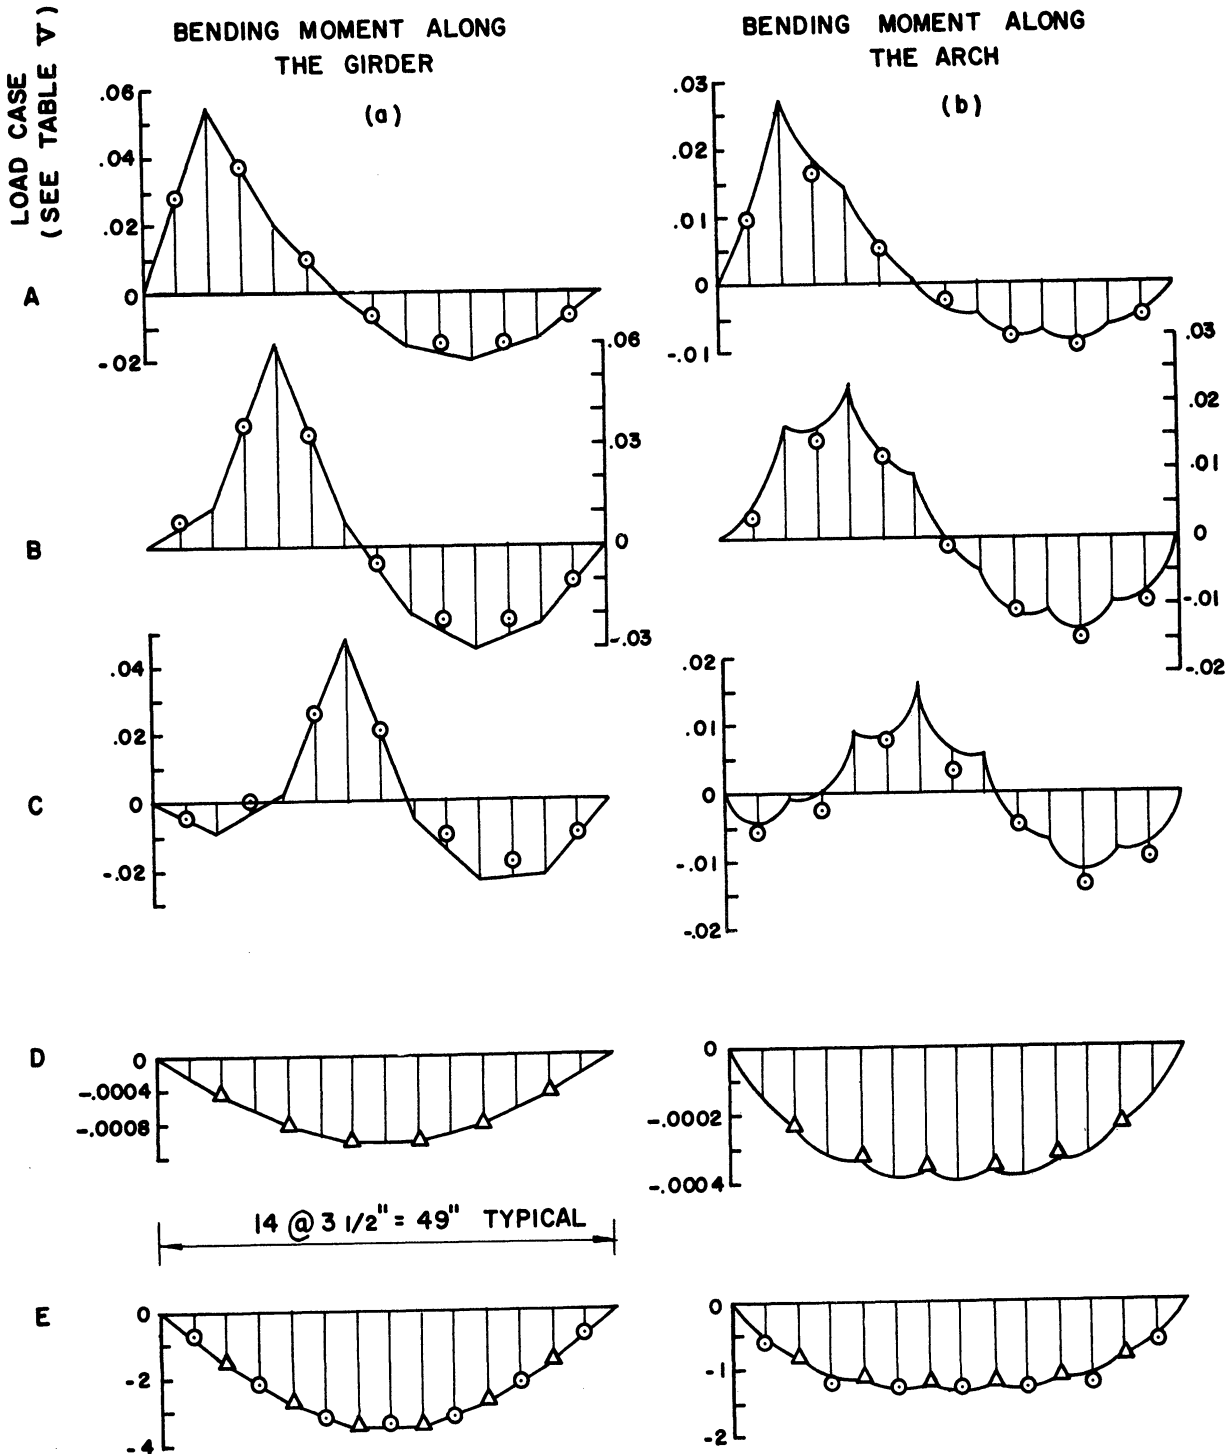 LOAD CASE
(SEE TABLE V)
BENDING MOMENT ALONG
THE GIRDER
(a)
BENDING MOMENT ALONG
THE ARCH
(b)
A
.06
.04
.02
0
-.02
.03
.02
.01
0
-.01
B
.06
.03
0
-.03
.03
.02
.01
0
-.01
-.02
C
.04
.02
0
-.02
.02
.01
0
-.01
-.02
D
0
-.0004
-.0008
0
-.0002
-.0004
14 @ 3 1/2" = 49" TYPICAL
E
0
-2
-4
0
-1
-2